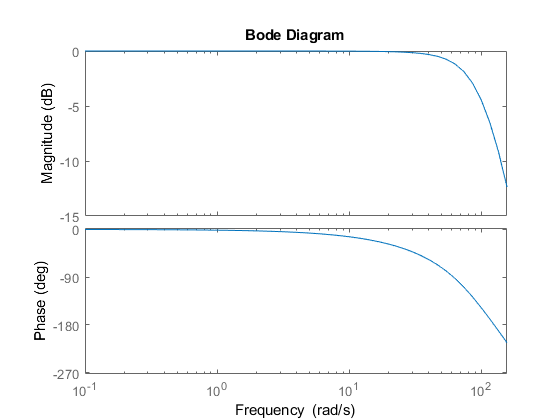 Bode Diagram
Magnitude (dB)
0
-5
-10
-15
Phase (deg)
0
-90
-180
-270
10^-1 10^0 10^1 10^2
Frequency (rad/s)